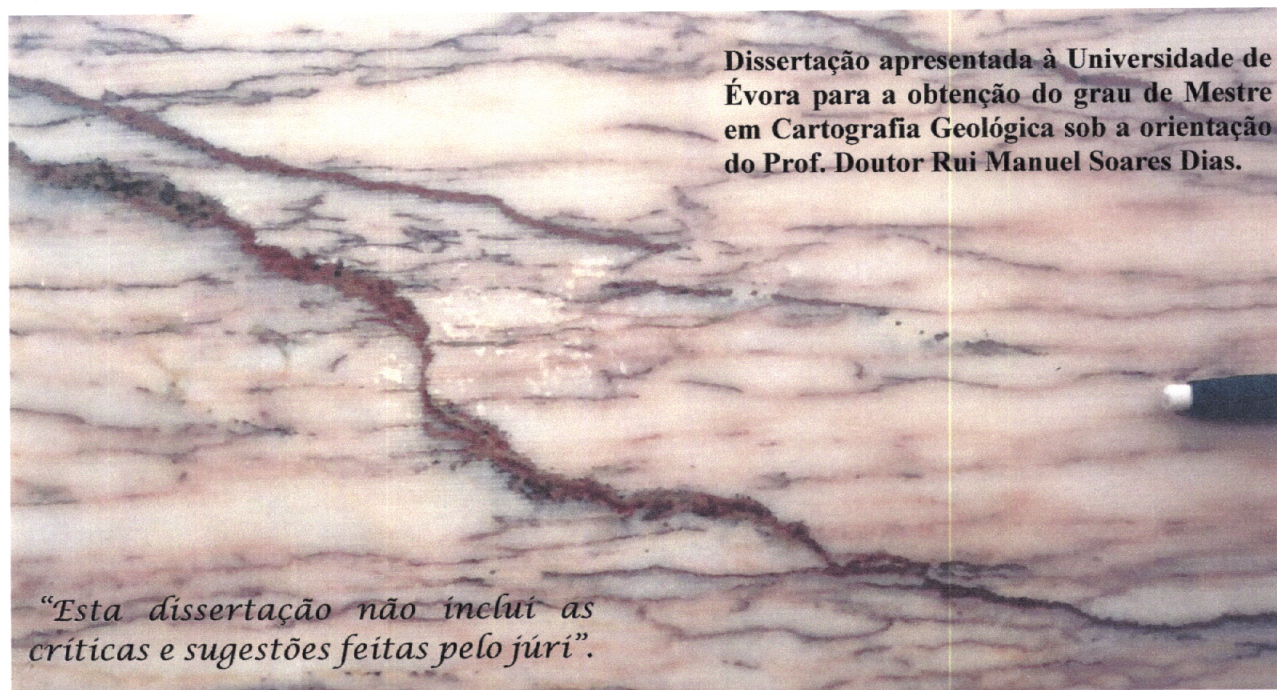 Dissertação apresentada à Universidade de
Évora para a obtenção do grau de Mestre
em Cartografia Geológica sob a orientação
do Prof. Doutor Rui Manuel Soares Dias.
“Esta dissertação não inclui as
críticas e sugestões feitas pelo júri”.